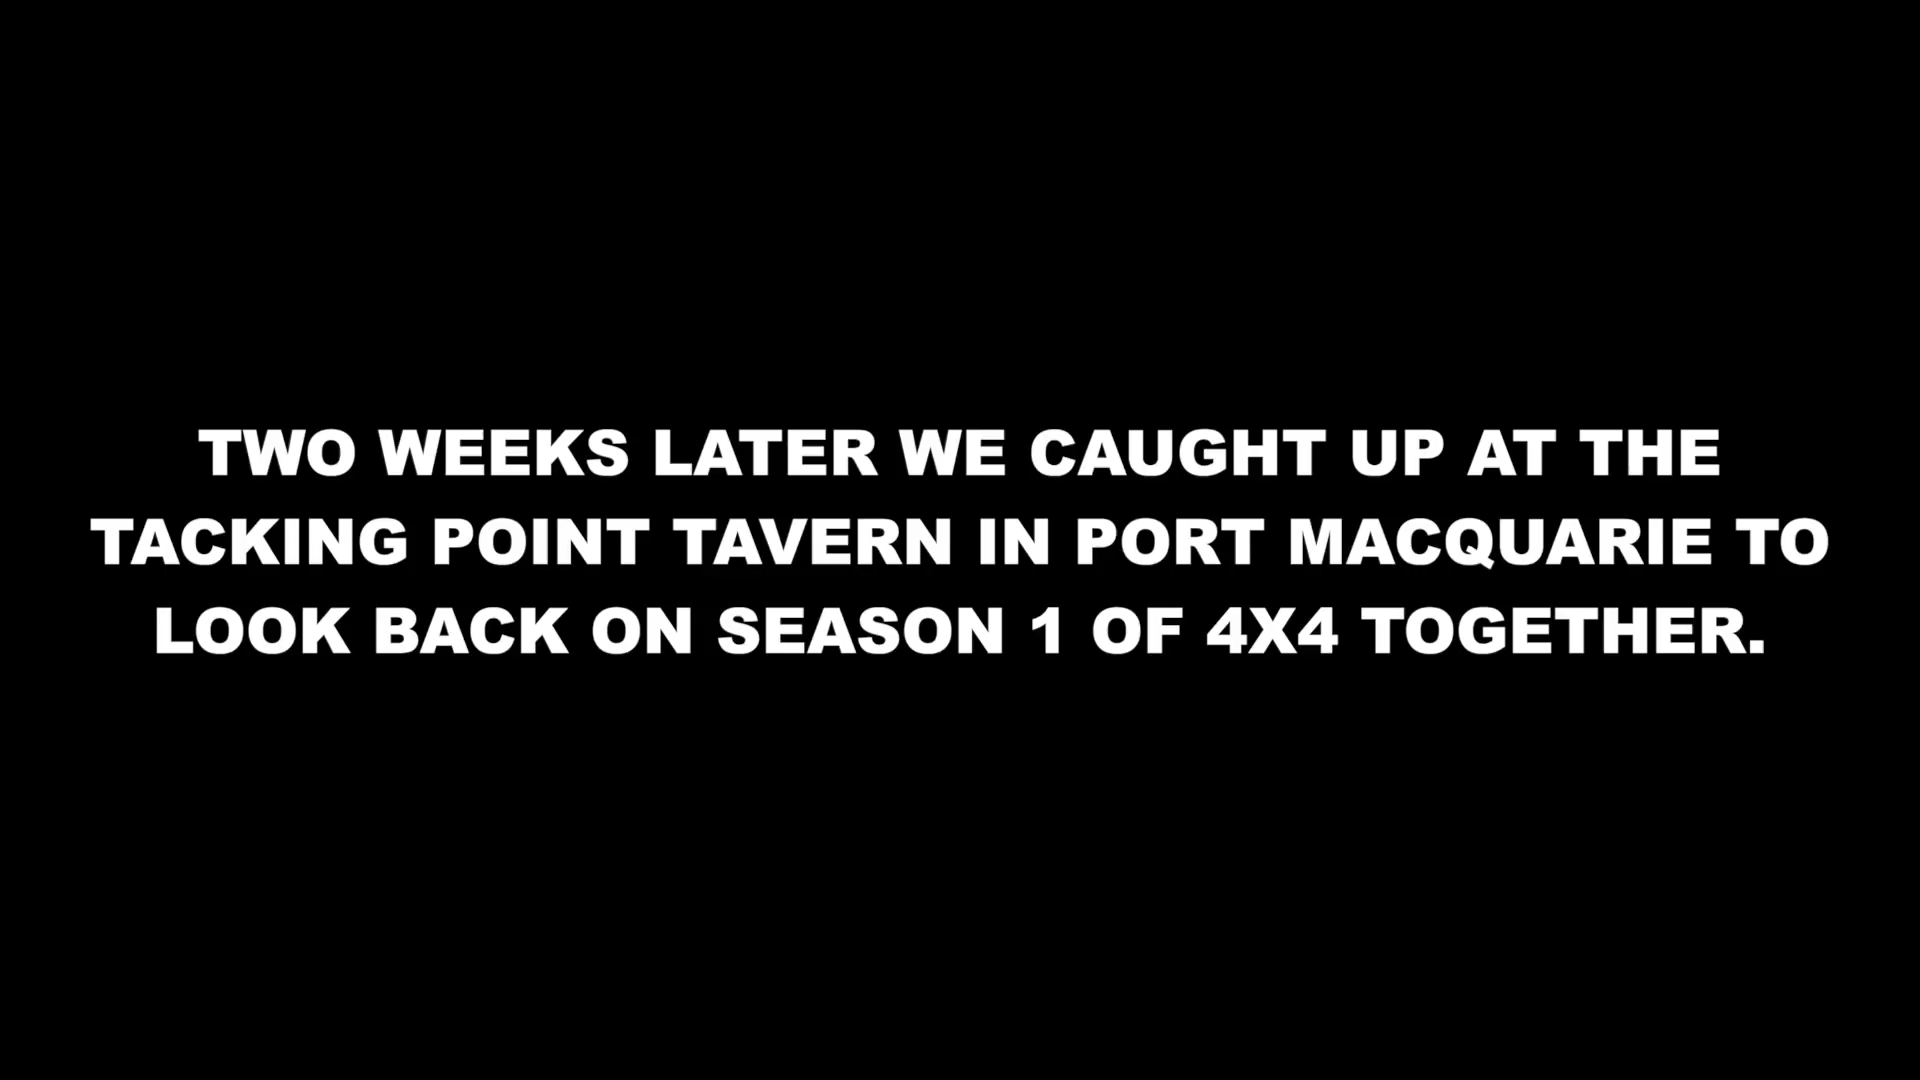 TWO WEEKS LATER WE CAUGHT UP AT THE
TACKING POINT TAVERN IN PORT MACQUARIE TO
LOOK BACK ON SEASON 1 OF 4X4 TOGETHER.